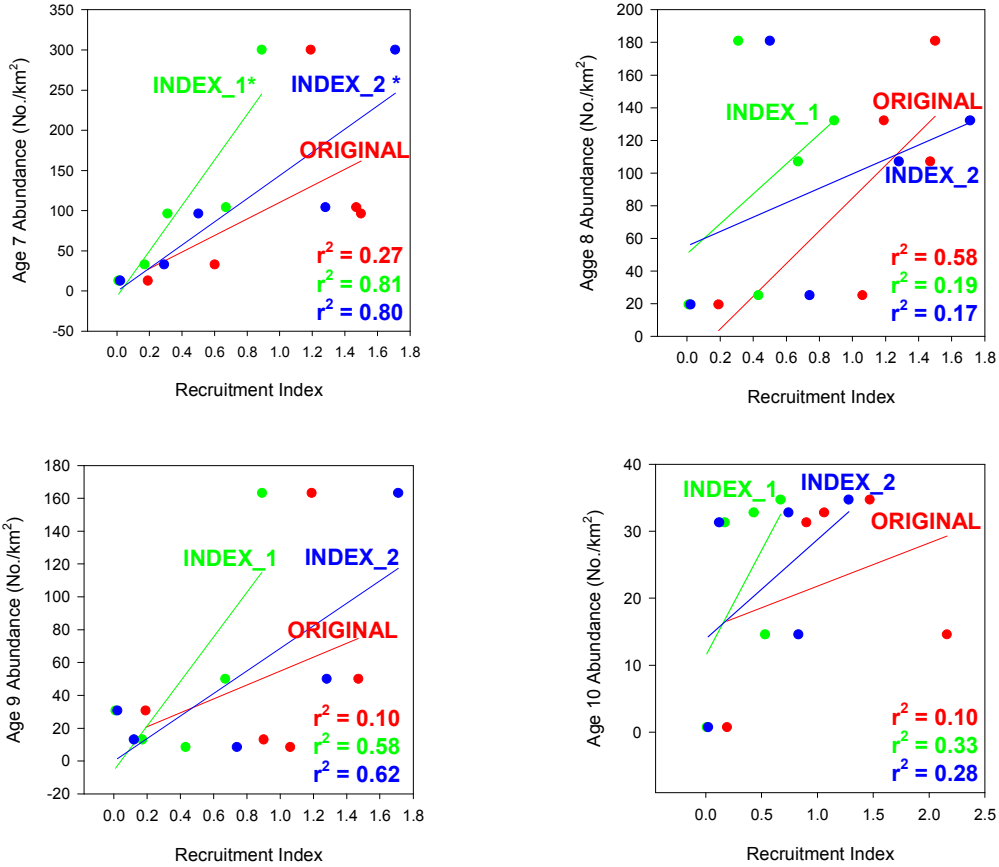 350
300
250
200
150
100
50
0
-50
Age 7 Abundance (No./km²)
INDEX_1*
INDEX_2 *
ORIGINAL
r² = 0.27
r² = 0.81
r² = 0.80
0.0 0.2 0.4 0.6 0.8 1.0 1.2 1.4 1.6 1.8
Recruitment Index
200
180
160
140
120
100
80
60
40
20
0
Agge 8 Abundance (No./km²)
ORIGINAL
INDEX_1
INDEX_2
r² = 0.58
r² = 0.19
r² = 0.17
0.0 0.2 0.4 0.6 0.8 1.0 1.2 1.4 1.6 1.8
Recruitment Index
180
160
140
120
100
80
60
40
20
0
-20
Age 9 Abundance (No./km²)
INDEX_1
INDEX_2
ORIGINAL
r² = 0.10
r² = 0.58
r² = 0.62
0.0 0.2 0.4 0.6 0.8 1.0 1.2 1.4 1.6 1.8
Recruitment Index
40
30
20
10
0
Age 10 Abundance (No./km²)
INDEX_1
INDEX_2
ORIGINAL
r² = 0.10
r² = 0.33
r² = 0.28
0.0 0.5 1.0 1.5 2.0 2.5
Recruitment Index